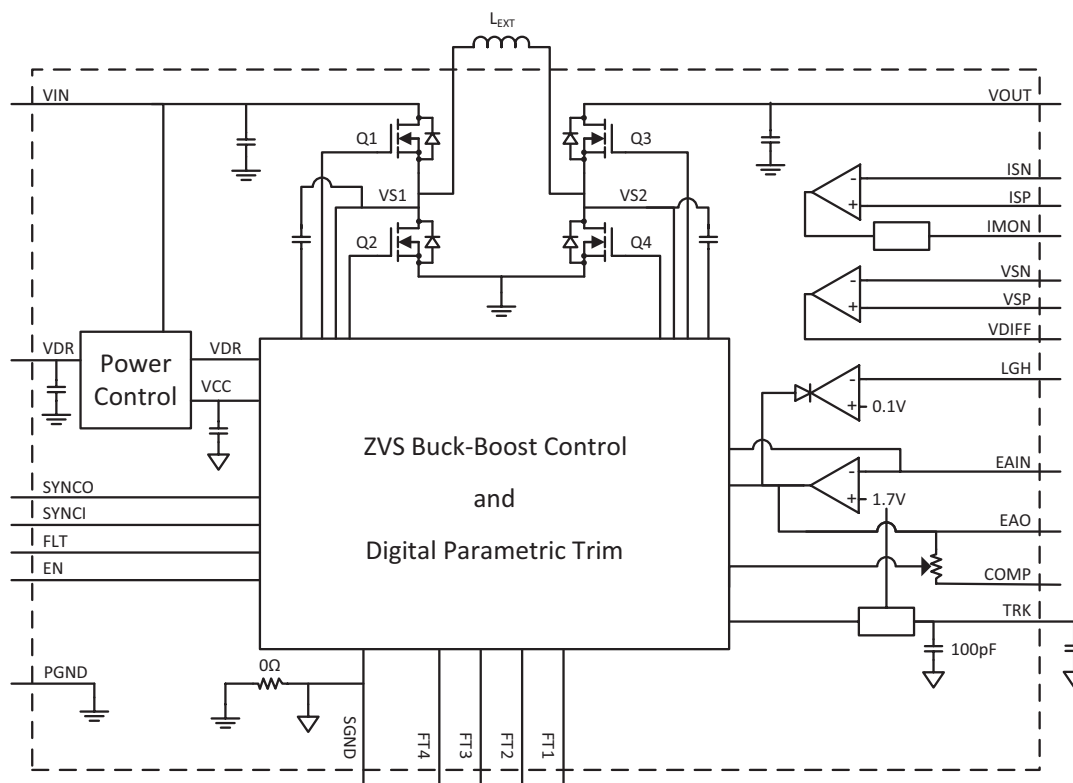 LEXT
VIN
VOUT
Q1
Q3
ISN
ISP
VS1
VS2
IMON
Q2
Q4
VSN
VSP
VDIFF
VDR
VDR
Power
Control
VCC
LGH
-
+
0.1V
ZVS Buck-Boost Control
and
Digital Parametric Trim
EAIN
-
+
1.7V
SYNCO
SYNCI
EAO
FLT
EN
COMP
TRK
100pF
PGND
0Ω
SGND
FT4
FT3
FT2
FT1
-
+
-
+